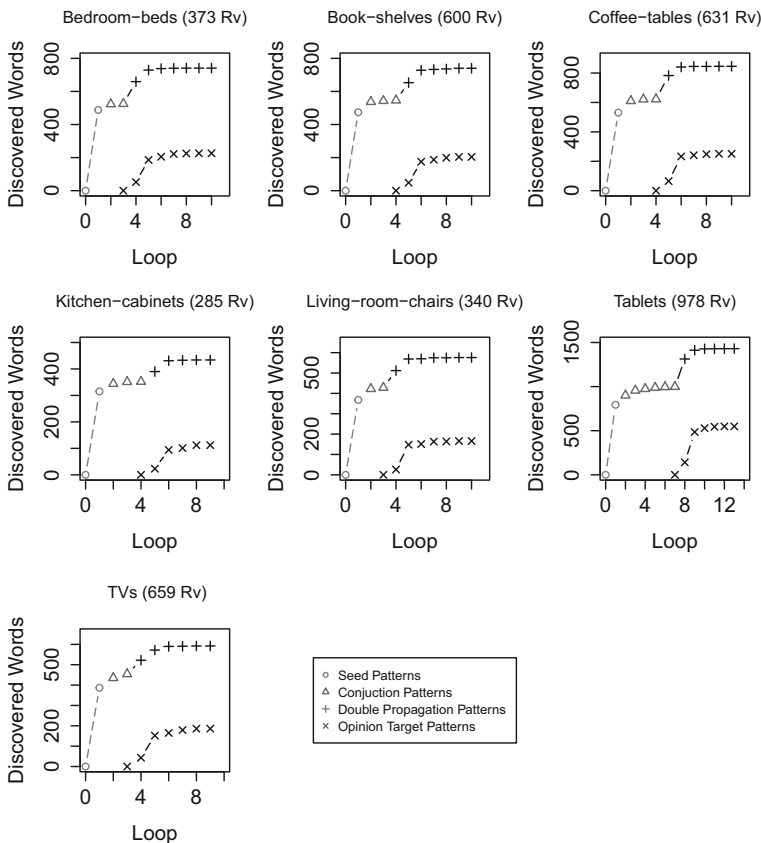 Bedroom−beds (373 Rv)
Discovered Words
800
400
0
0 4 8
Loop
Book−shelves (600 Rv)
Discovered Words
800
400
0
0 4 8
Loop
Coffee−tables (631 Rv)
Discovered Words
800
400
0
0 4 8
Loop
Kitchen−cabinets (285 Rv)
Discovered Words
400
200
0
0 4 8
Loop
Living−room−chairs (340 Rv)
Discovered Words
500
200
0
0 4 8
Loop
Tablets (978 Rv)
Discovered Words
1500
500
0
0 4 8 12
Loop
TVs (659 Rv)
Discovered Words
500
200
0
0 4 8
Loop
Seed Patterns
Conjuction Patterns
Double Propagation Patterns
Opinion Target Patterns